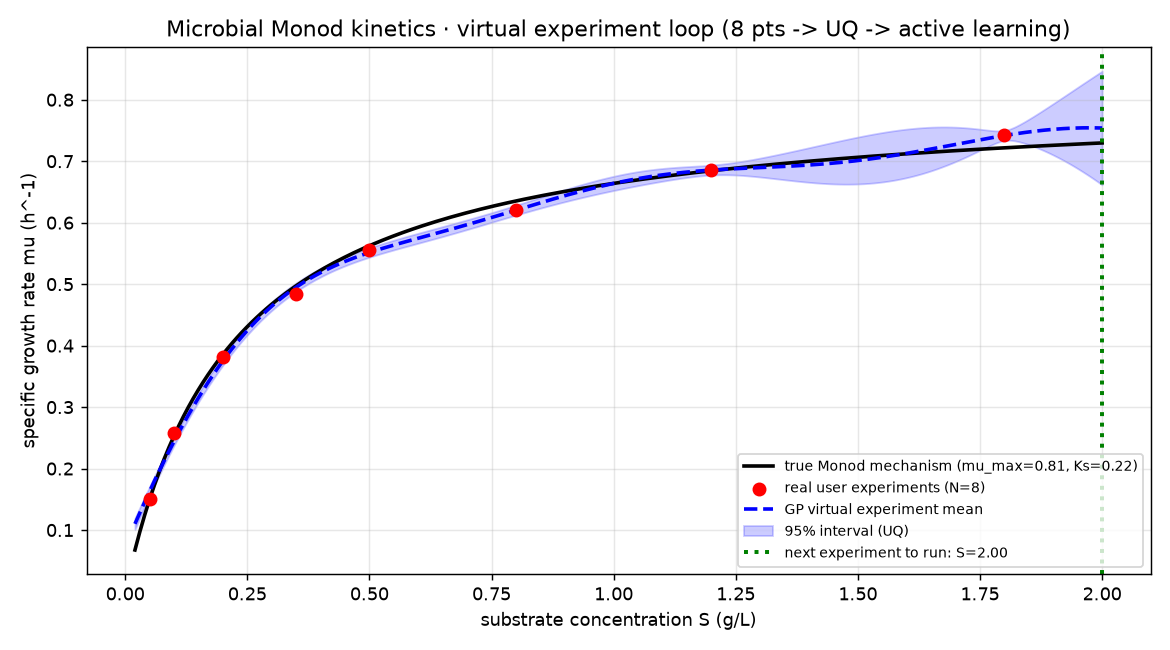 Microbial Monod kinetics · virtual experiment loop (8 pts -> UQ -> active learning)
specific growth rate mu (h^-1)
0.8
0.7
0.6
0.5
0.4
0.3
0.2
0.1
true Monod mechanism (mu_max=0.81, Ks=0.22)
real user experiments (N=8)
GP virtual experiment mean
95% interval (UQ)
next experiment to run: S=2.00
0.00 0.25 0.50 0.75 1.00 1.25 1.50 1.75 2.00
substrate concentration S (g/L)